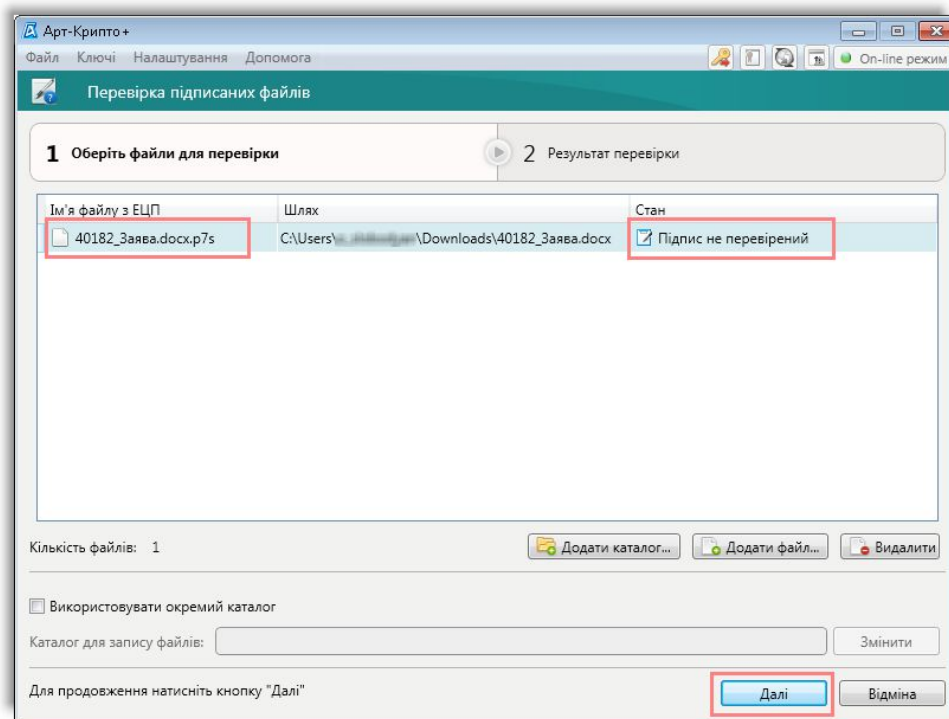 Арт-Крипто+
Файл Ключі Налаштування Допомога On-line режим
Перевірка підписаних файлів
1 Оберіть файли для перевірки 2 Результат перевірки
Ім'я файлу з ЕЦП Шлях Стан
40182_Заява.docx.p7s C:\Users\ \Downloads\40182_Заява.docx Підпис не перевірений
Кількість файлів: 1 Додати каталог... Додати файл... Видалити
Використовувати окремий каталог
Каталог для запису файлів: Змінити
Для продовження натисніть кнопку "Далі" Далі Відміна